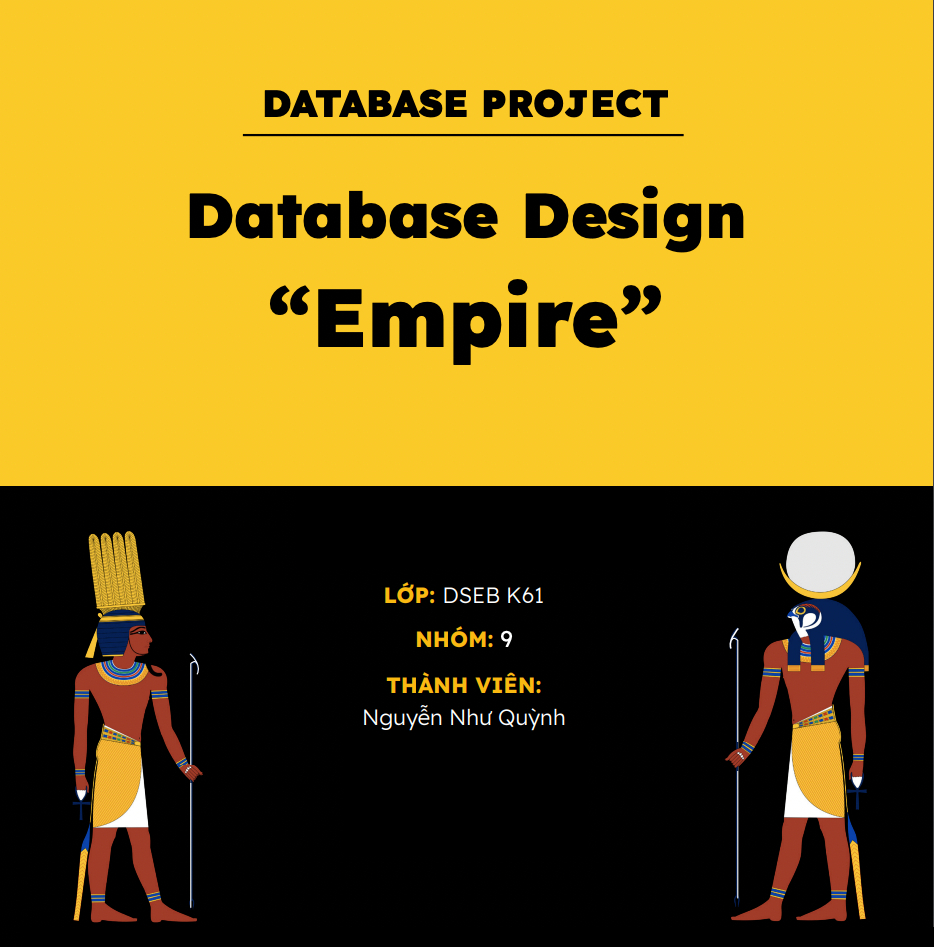 DATABASE PROJECT
Database Design
“Empire”
LỚP: DSEB K61
NHÓM: 9
THÀNH VIÊN:
Nguyễn Như Quỳnh